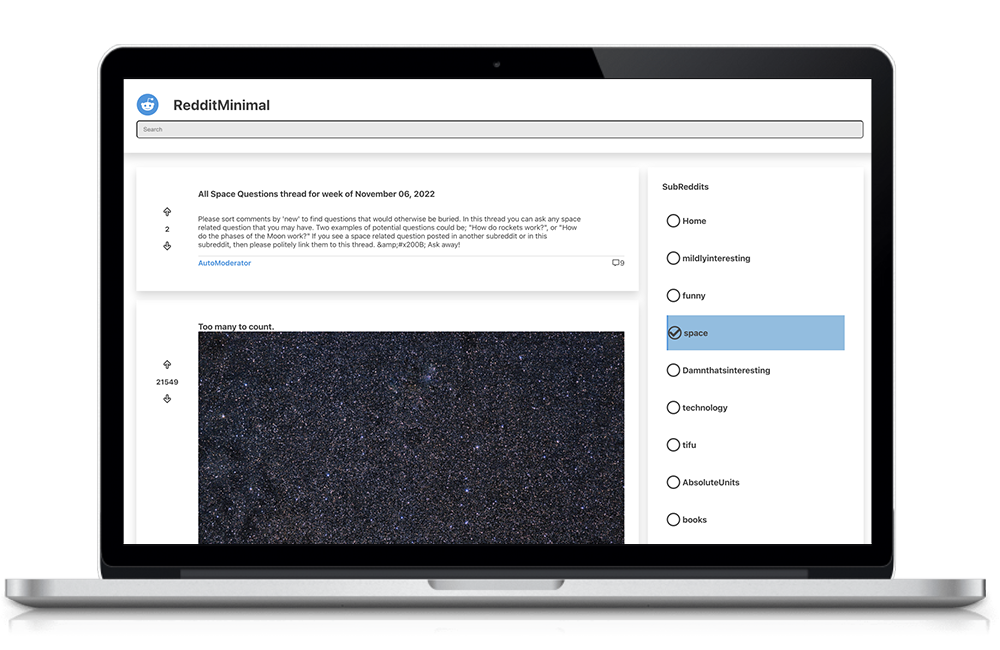 RedditMinimal
Search
All Space Questions thread for week of November 06, 2022
Please sort comments by 'new' to find questions that would otherwise be buried. In this thread you can ask any space
related question that you may have. Two examples of potential questions could be; "How do rockets work?", or "How
do the phases of the Moon work?" If you see a space related question posted in another subreddit or in this
subreddit, then please politely link them to this thread. &amp;#x200B; Ask away!
2
AutoModerator
9
Too many to count.
21549
SubReddits
Home
mildlyinteresting
funny
space
Damnthatsinteresting
technology
tifu
AbsoluteUnits
books